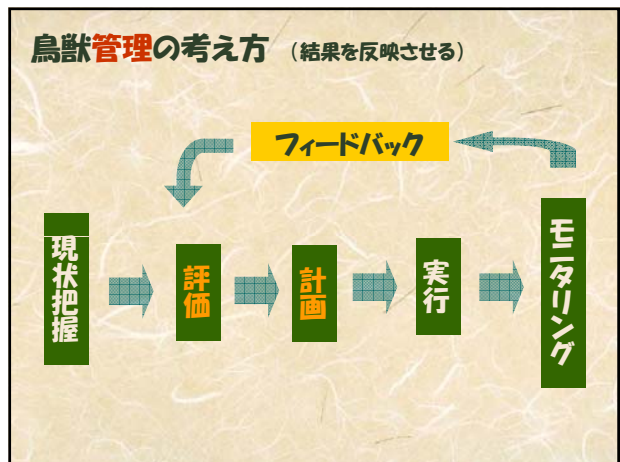 鳥獣管理の考え方 (結果を反映させる)
フィードバック
現状把握
評価
計画
実行
モニタリング